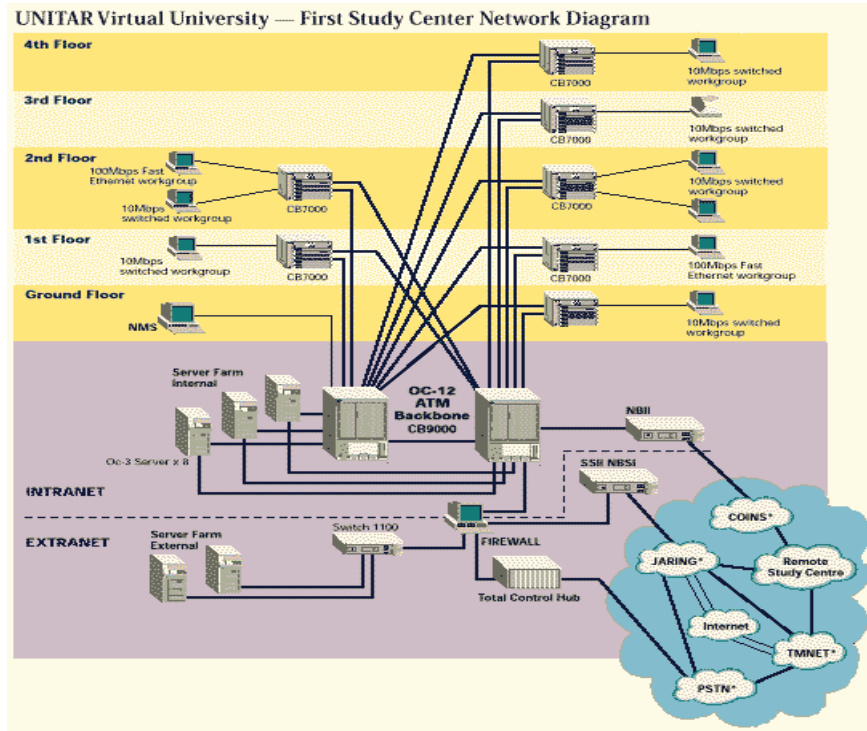 UNITAR Virtual University — First Study Center Network Diagram
4th Floor
CB7000
10Mbps switched
workgroup
3rd Floor
CB7000
10Mbps switched
workgroup
2nd Floor
100Mbps Fast
Ethernet workgroup
10Mbps
switched workgroup
CB7000
CB7000
10Mbps switched
workgroup
1st Floor
10Mbps
switched workgroup
CB7000
CB7000
100Mbps Fast
Ethernet workgroup
Ground Floor
NMS
CB7000
10Mbps switched
workgroup
Server Farm
Internal
OC-12
ATM
Backbone
CB9000
NBII
Oc-3 Server x 8
SSII NBSI
INTRANET
EXTRANET
Server Farm
External
Switch 1100
FIREWALL
Total Control Hub
COINS*
JARING*
Remote
Study Centre
Internet
TMNET*
PSTN*